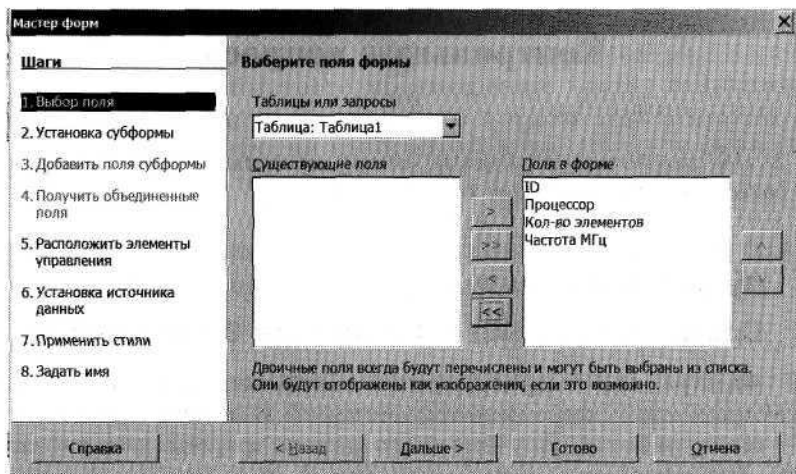 Мастер форм
Шаги
1. Выбор поля
2. Установка субформы
3. Добавить поля субформы
4. Получить объединенные
поля
5. Расположить элементы
управления
6. Установка источника
данных
7. Применить стили
8. Задать имя
Выберите поля формы
Таблицы или запросы
Таблица: Таблица1
Существующие поля
Поля в форме
ID
Процессор
Кол-во элементов
Частота МГц
>
>>
<
<<
Двоичные поля всегда будут перечислены и могут быть выбраны из списка.
Они будут отображены как изображения, если это возможно.
Справка
< Назад
Дальше >
Готово
Отмена